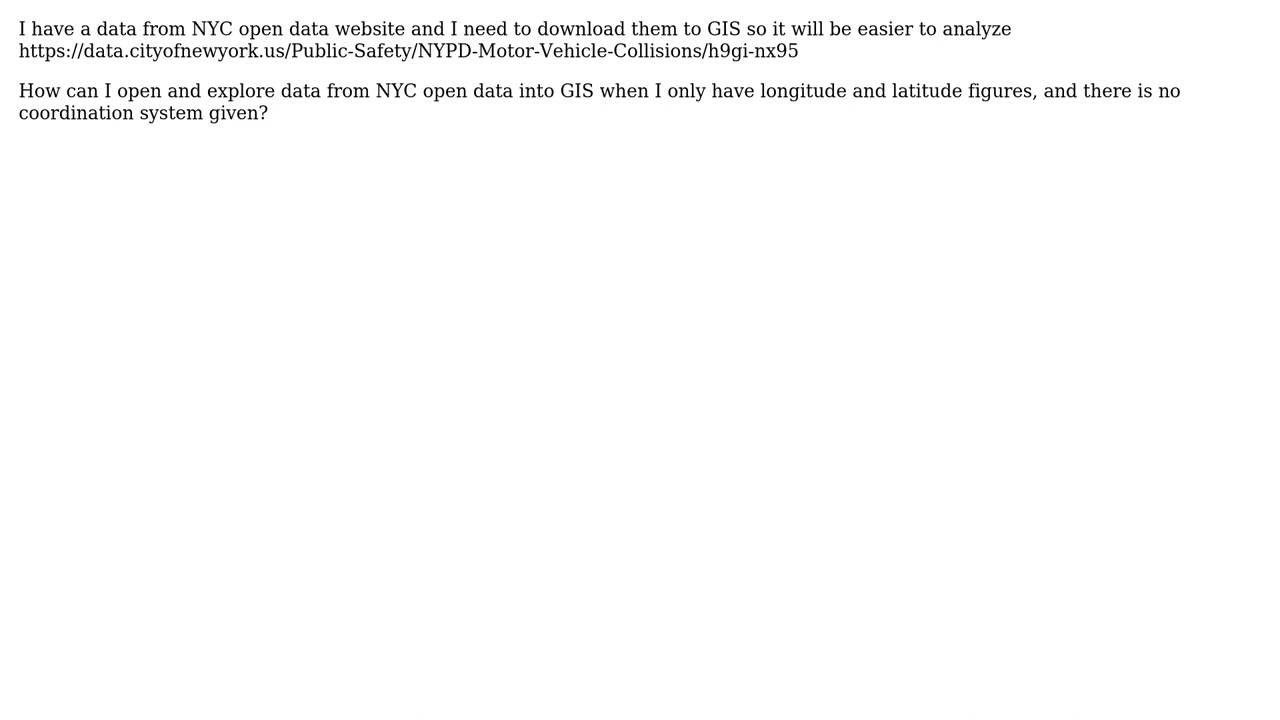 I have a data from NYC open data website and I need to download them to GIS so it will be easier to analyze
https://data.cityofnewyork.us/Public-Safety/NYPD-Motor-Vehicle-Collisions/h9gi-nx95
How can I open and explore data from NYC open data into GIS when I only have longitude and latitude figures, and there is no
coordination system given?